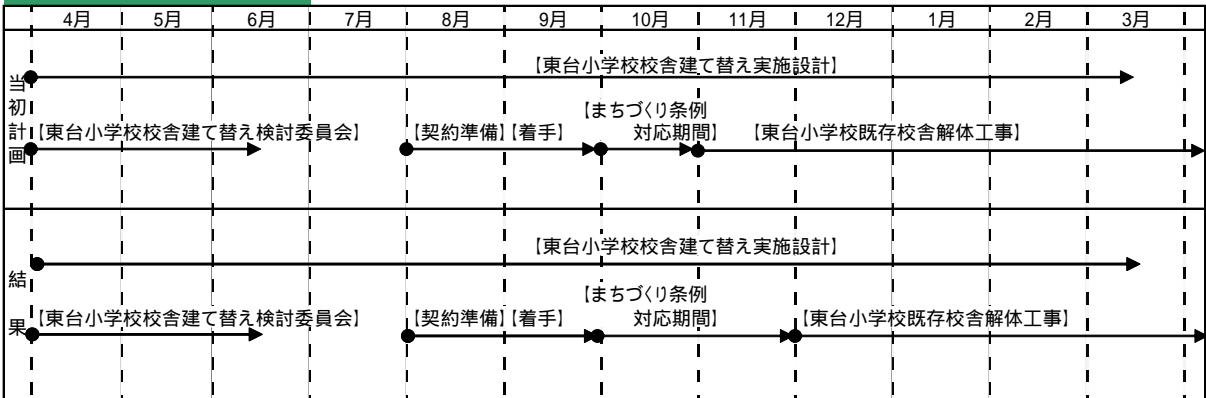 4月 5月 6月 7月 8月 9月 10月 11月 12月 1月 2月 3月
当初計画
【東台小学校校舎建て替え実施設計】
【東台小学校校舎建て替え検討委員会】
【契約準備】【着手】
【まちづくり条例
対応期間】
【東台小学校既存校舎解体工事】
結果
【東台小学校校舎建て替え実施設計】
【東台小学校校舎建て替え検討委員会】
【契約準備】【着手】
【まちづくり条例
対応期間】
【東台小学校既存校舎解体工事】